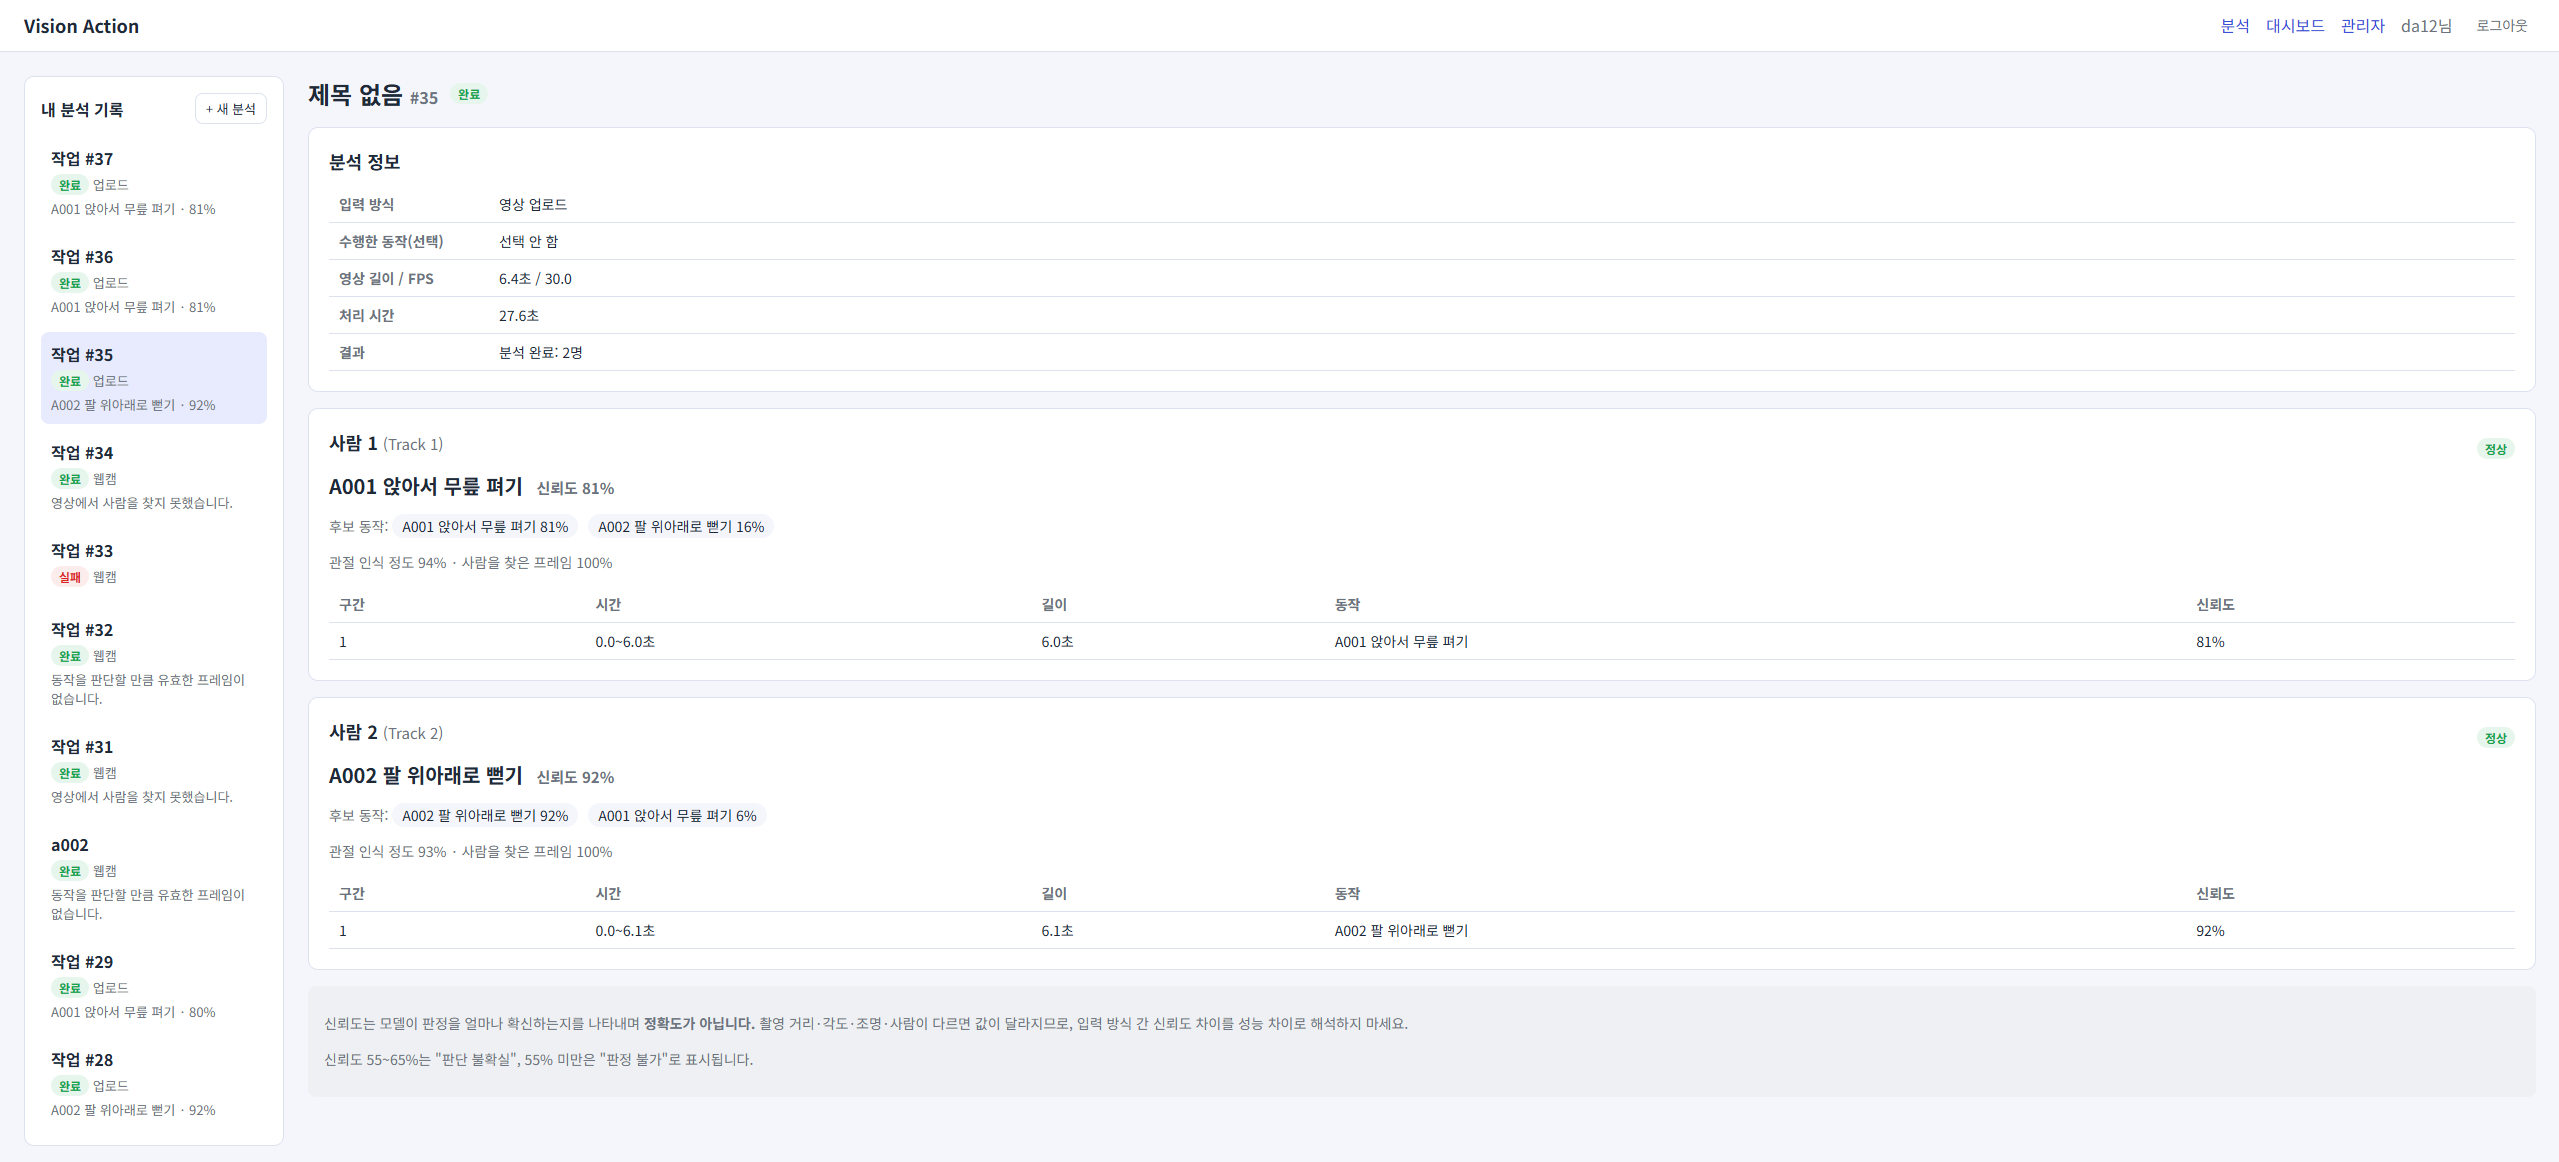 Vision Action
분석 대시보드 관리자 da12님 로그아웃
내 분석 기록
+ 새 분석
작업 #37
완료 업로드
A001 앉아서 무릎 펴기 · 81%
작업 #36
완료 업로드
A001 앉아서 무릎 펴기 · 81%
작업 #35
완료 업로드
A002 팔 위아래로 뻗기 · 92%
작업 #34
완료 웹캠
영상에서 사람을 찾지 못했습니다.
작업 #33
실패 웹캠
작업 #32
완료 웹캠
동작을 판단할 만큼 유효한 프레임이
없습니다.
작업 #31
완료 웹캠
영상에서 사람을 찾지 못했습니다.
a002
완료 웹캠
동작을 판단할 만큼 유효한 프레임이
없습니다.
작업 #29
완료 업로드
A001 앉아서 무릎 펴기 · 80%
작업 #28
완료 업로드
A002 팔 위아래로 뻗기 · 92%
제목 없음 #35 완료
분석 정보
입력 방식 영상 업로드
수행한 동작(선택) 선택 안 함
영상 길이 / FPS 6.4초 / 30.0
처리 시간 27.6초
결과 분석 완료: 2명
사람 1 (Track 1)
정상
A001 앉아서 무릎 펴기 신뢰도 81%
후보 동작: A001 앉아서 무릎 펴기 81% A002 팔 위아래로 뻗기 16%
관절 인식 정도 94% · 사람을 찾은 프레임 100%
구간 시간 길이 동작 신뢰도
1 0.0~6.0초 6.0초 A001 앉아서 무릎 펴기 81%
사람 2 (Track 2)
정상
A002 팔 위아래로 뻗기 신뢰도 92%
후보 동작: A002 팔 위아래로 뻗기 92% A001 앉아서 무릎 펴기 6%
관절 인식 정도 93% · 사람을 찾은 프레임 100%
구간 시간 길이 동작 신뢰도
1 0.0~6.1초 6.1초 A002 팔 위아래로 뻗기 92%
신뢰도는 모델이 판정을 얼마나 확신하는지를 나타내며 정확도가 아닙니다. 촬영 거리·각도·조명·사람이 다르면 값이 달라지므로, 입력 방식 간 신뢰도 차이를 성능 차이로 해석하지 마세요.
신뢰도 55~65%는 "판단 불확실", 55% 미만은 "판정 불가"로 표시됩니다.